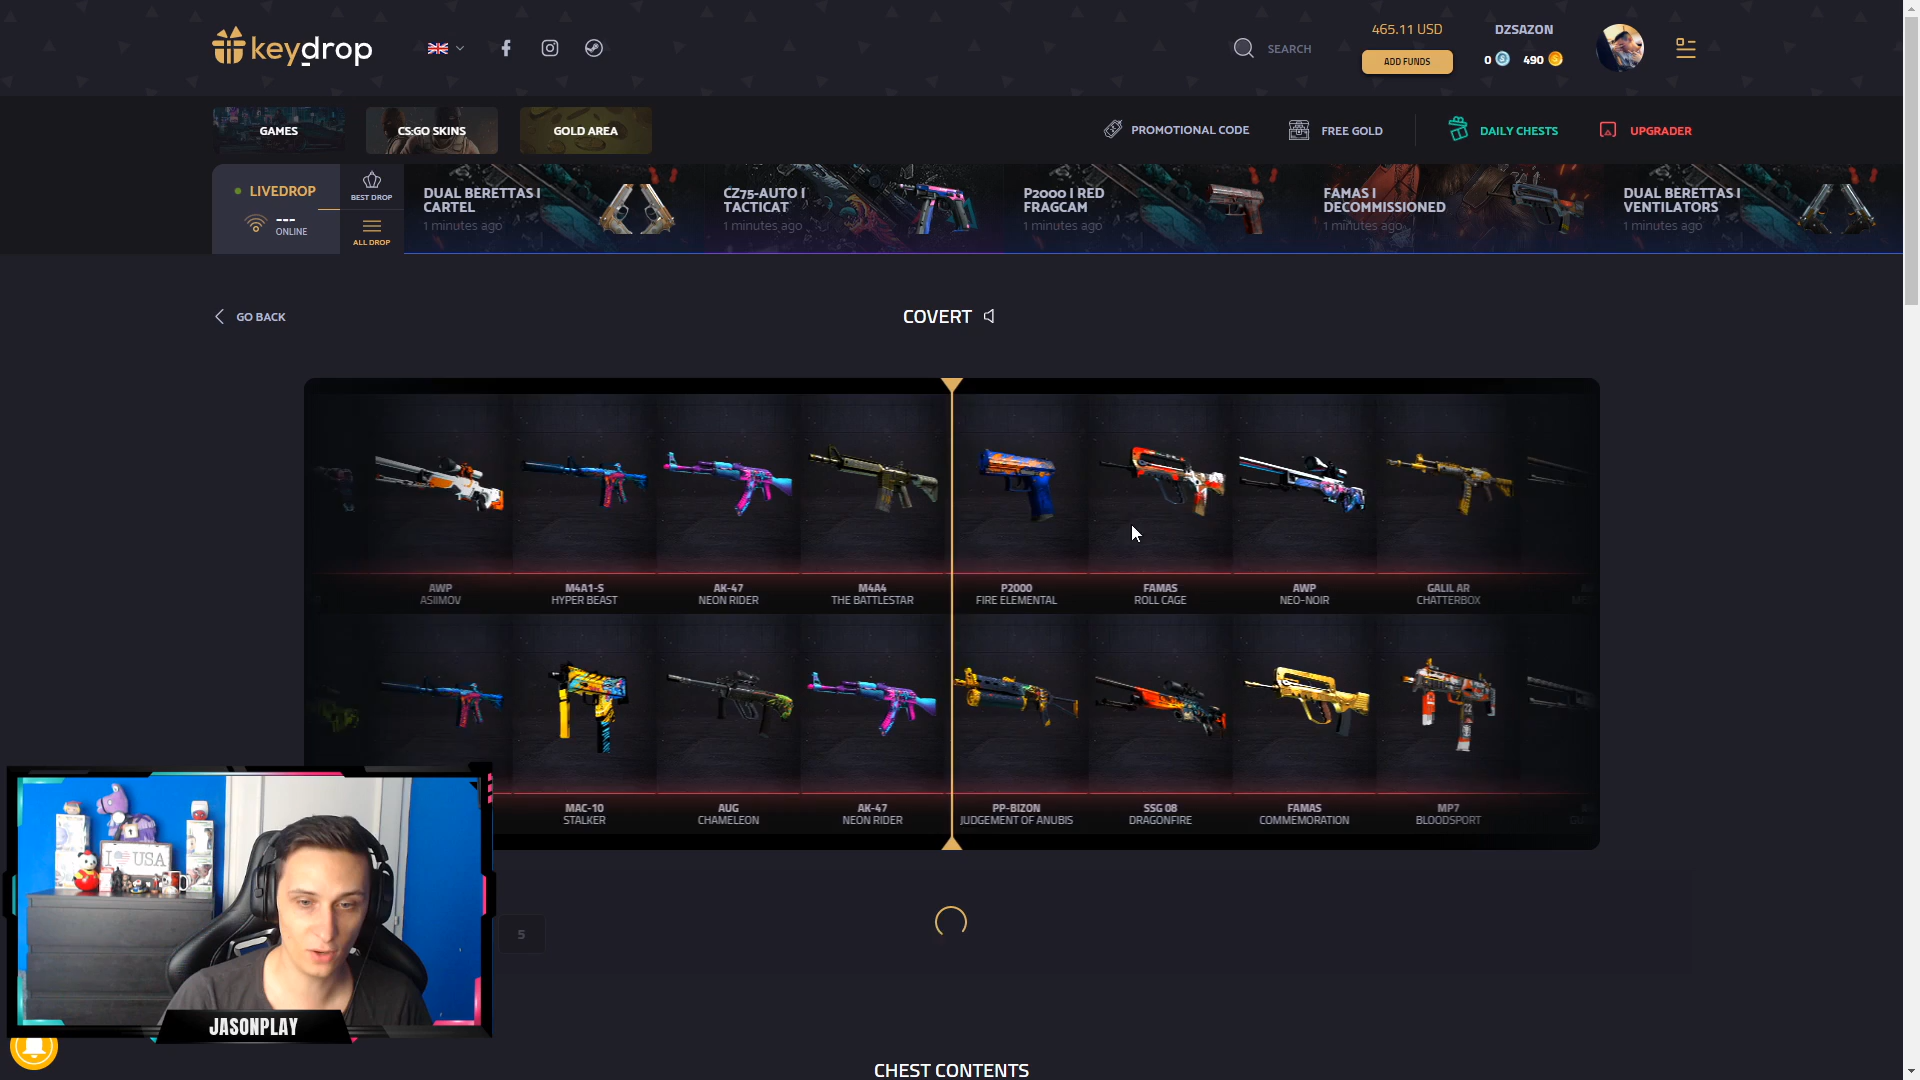 keydrop
SEARCH
465.11 USD
ADD FUNDS
DZSAZON
0
490
GAMES
CS:GO SKINS
GOLD AREA
PROMOTIONAL CODE
FREE GOLD
DAILY CHESTS
UPGRADER
LIVEDROP
---
ONLINE
BEST DROP
ALL DROP
DUAL BERETTAS |
CARTEL
1 minutes ago
CZ75-AUTO |
TACTICAT
1 minutes ago
P2000 | RED
FRAGCAM
1 minutes ago
FAMAS |
DECOMMISSIONED
1 minutes ago
DUAL BERETTAS |
VENTILATORS
1 minutes ago
GO BACK
COVERT
AWP
ASIIMOV
M4A1-S
HYPER BEAST
AK-47
NEON RIDER
M4A4
THE BATTLESTAR
P2000
FIRE ELEMENTAL
FAMAS
ROLL CAGE
AWP
NEO-NOIR
GALIL AR
CHATTERBOX
MAC-10
STALKER
AUG
CHAMELEON
AK-47
NEON RIDER
PP-BIZON
JUDGEMENT OF ANUBIS
SSG 08
DRAGONFIRE
FAMAS
COMMEMORATION
MP7
BLOODSPORT
5
I USA
JASONPLAY
CHEST CONTENTS